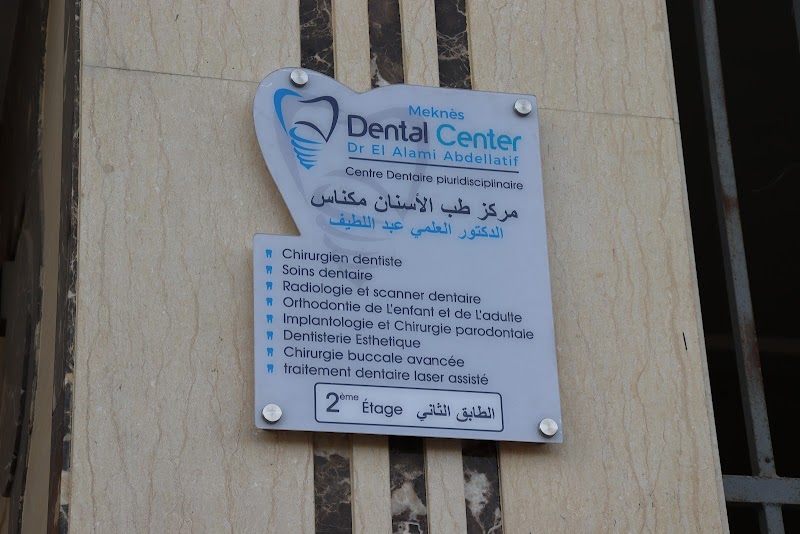 Meknès
Dental Center
Dr El Alami Abdellatif
Centre Dentaire pluridisciplinaire
مركز طب الأسنان مكناس
الدكتور العلمي عبد اللطيف
Chirurgien dentiste
Soins dentaire
Radiologie et scanner dentaire
Orthodontie de L'enfant et de L'adulte
Implantologie et Chirurgie parodontale
Dentisterie Esthetique
Chirurgie buccale avancée
traitement dentaire laser assisté
2ème Étage الطابق الثاني